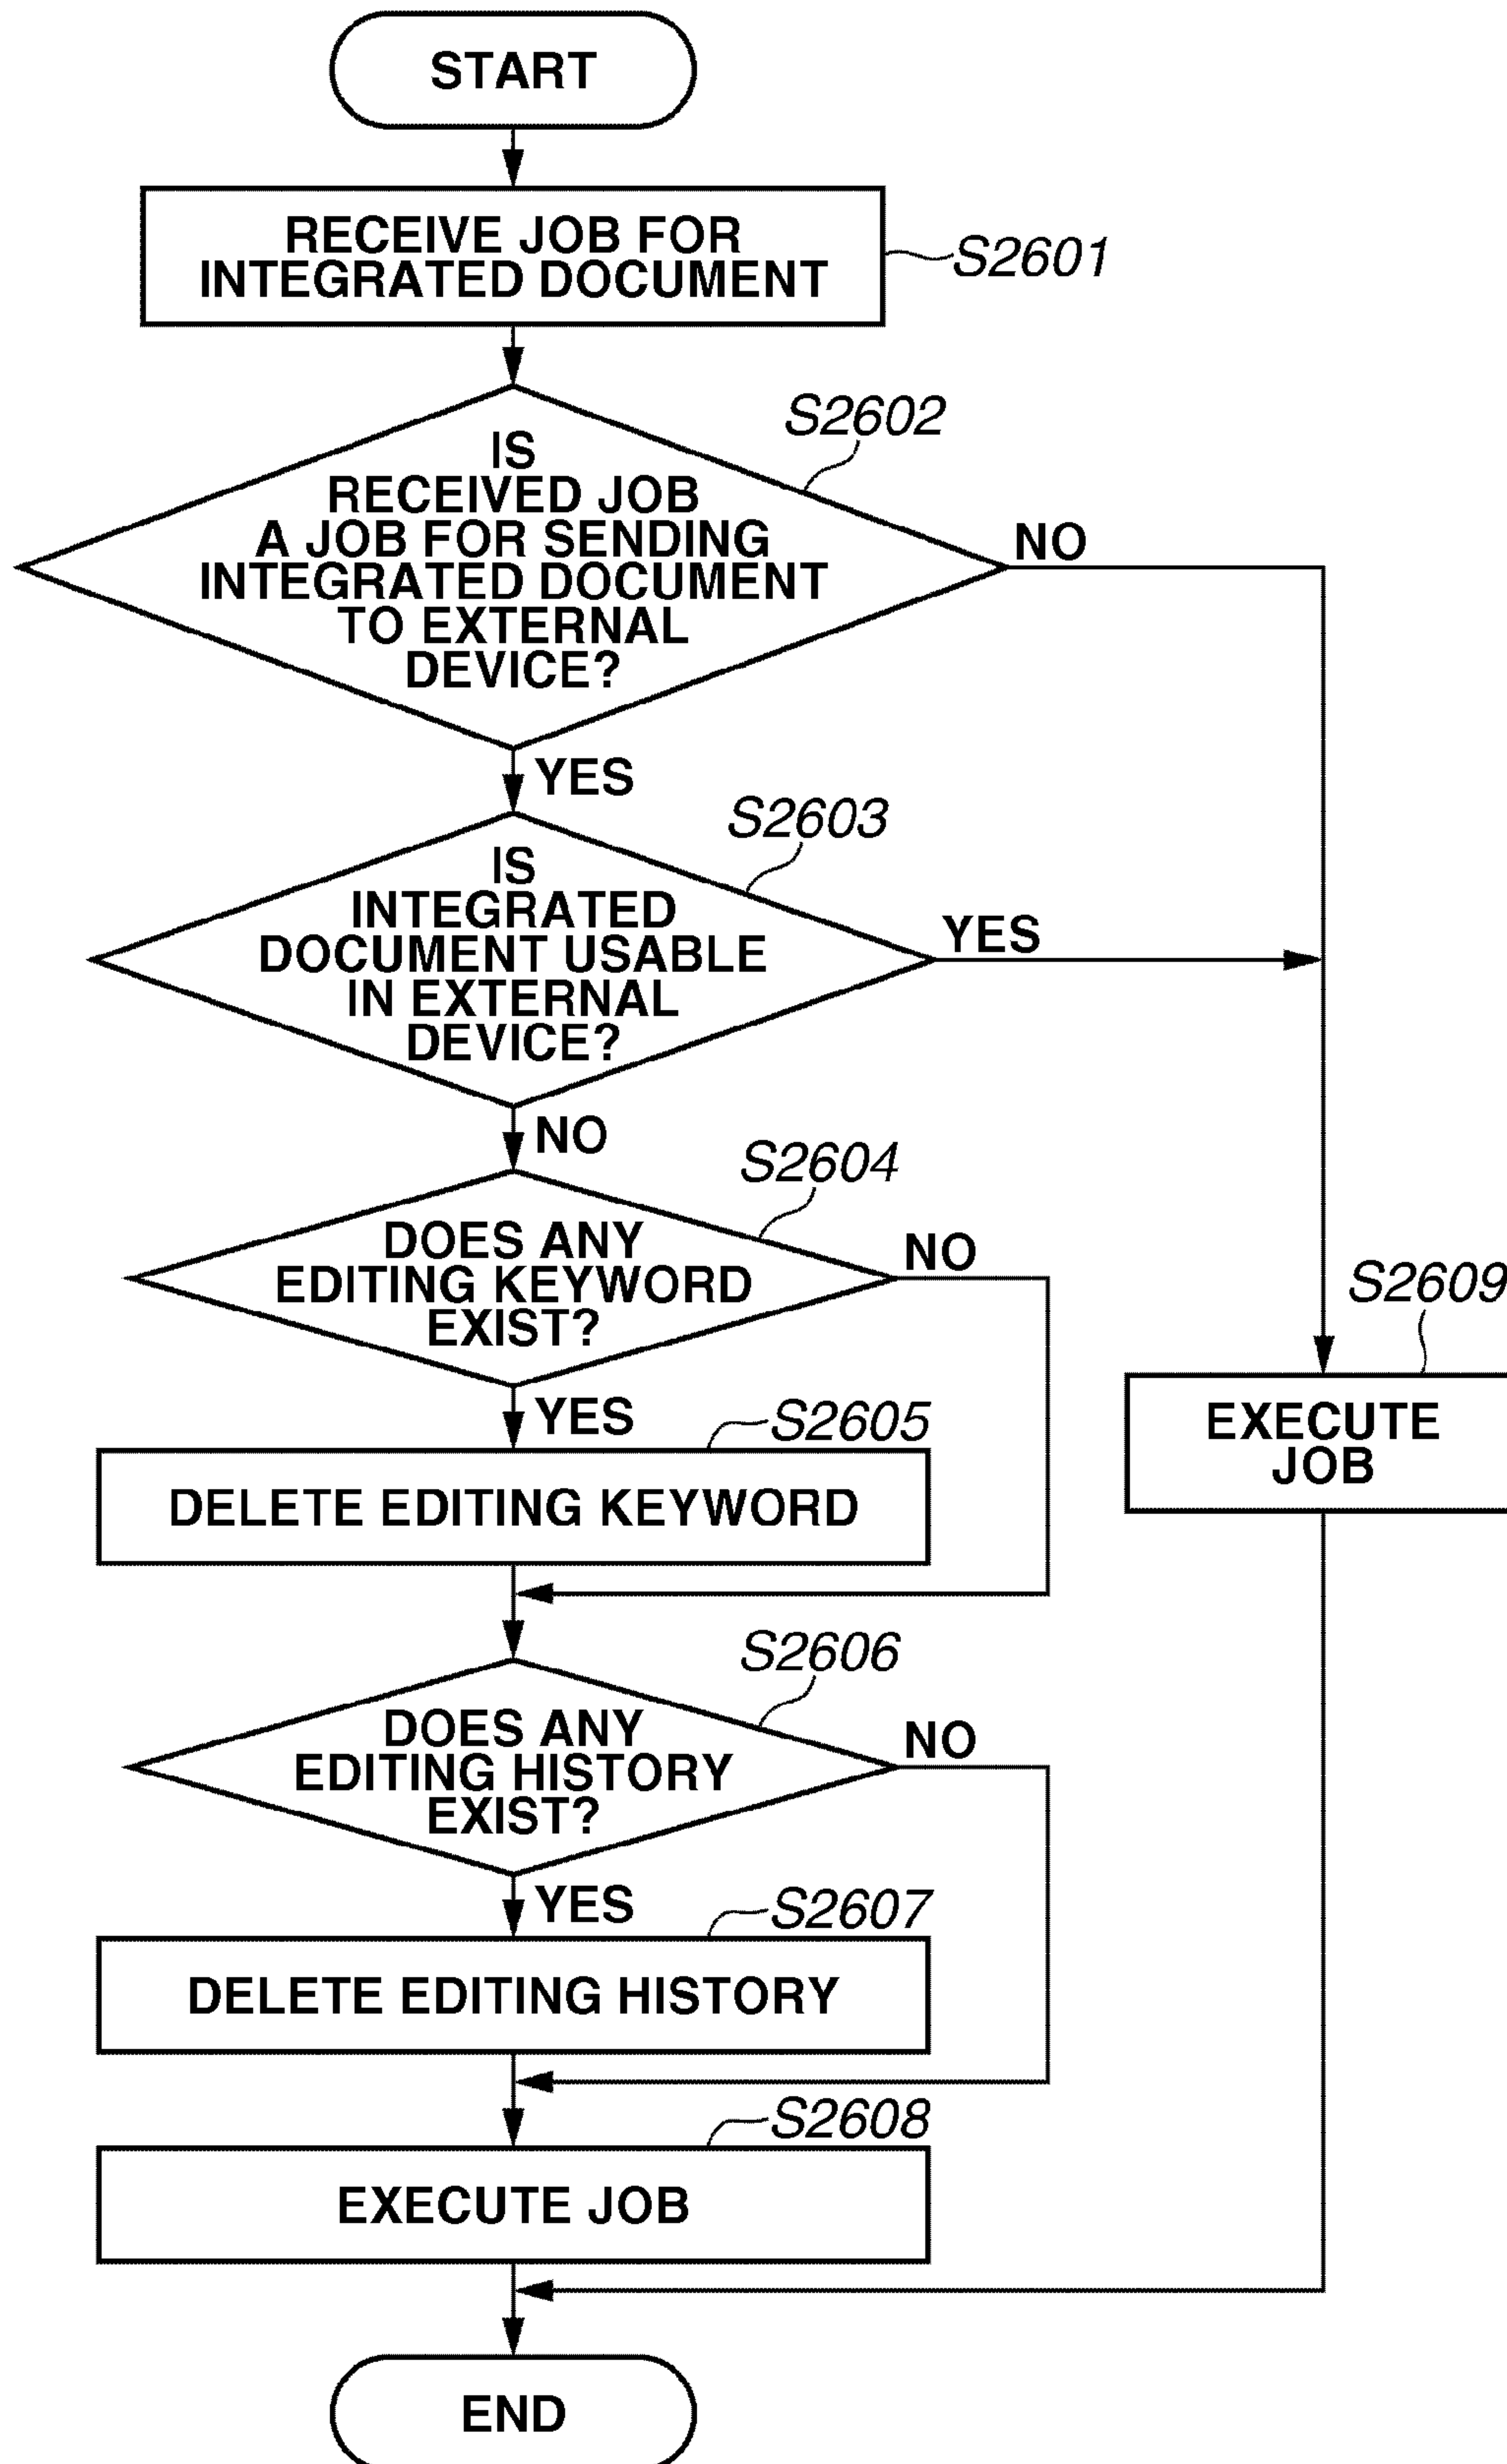 START
RECEIVE JOB FOR
INTEGRATED DOCUMENT
S2601
S2602
IS
RECEIVED JOB
A JOB FOR SENDING
INTEGRATED DOCUMENT
TO EXTERNAL
DEVICE?
NO
YES
S2603
IS
INTEGRATED
DOCUMENT USABLE
IN EXTERNAL
DEVICE?
YES
NO
S2604
DOES ANY
EDITING KEYWORD
EXIST?
NO
YES
S2605
DELETE EDITING KEYWORD
S2609
EXECUTE
JOB
S2606
DOES ANY
EDITING HISTORY
EXIST?
NO
YES
S2607
DELETE EDITING HISTORY
S2608
EXECUTE JOB
END